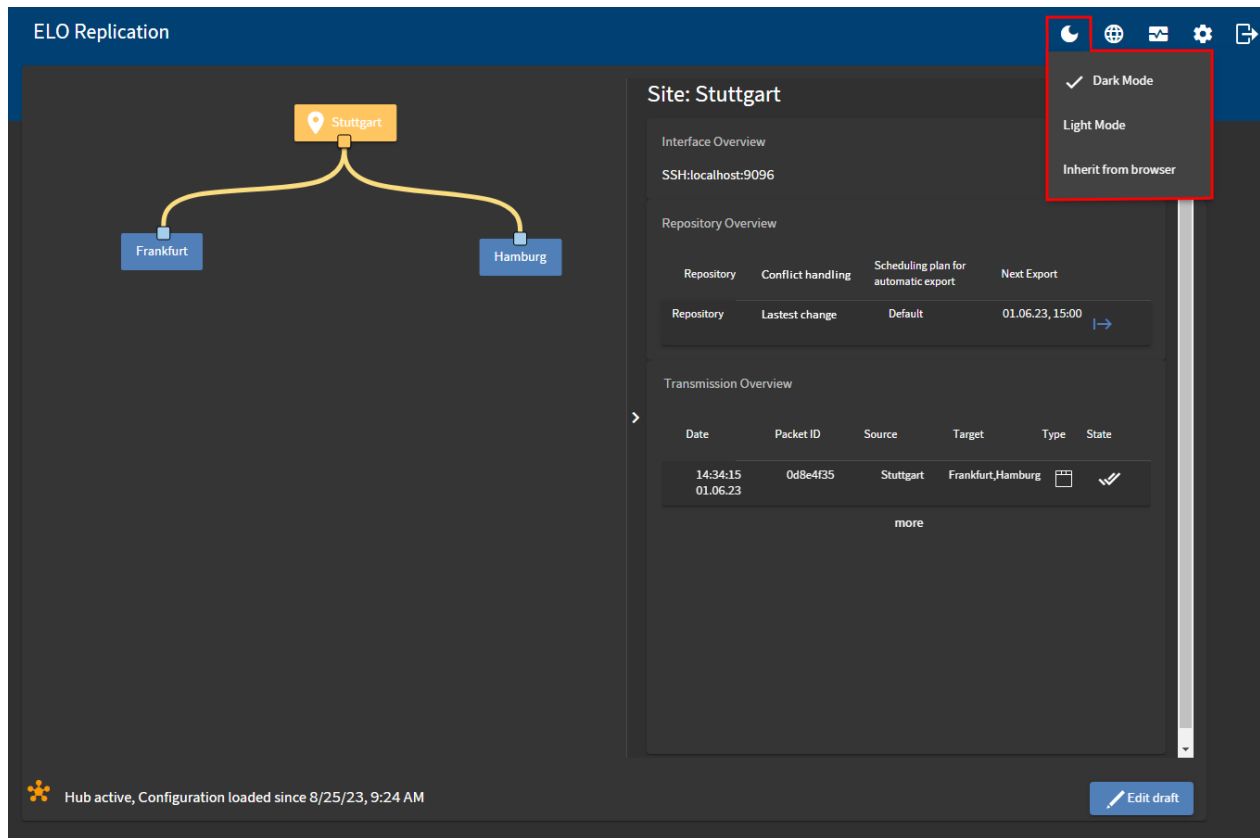 ELO Replication
Dark Mode
Light Mode
Inherit from browser
Stuttgart
Frankfurt
Hamburg
Site: Stuttgart
Interface Overview
SSH:localhost:9096
Repository Overview
Repository Conflict handling Scheduling plan for automatic export Next Export
Repository Lastest change Default 01.06.23, 15:00
Transmission Overview
Date Packet ID Source Target Type State
14:34:15 0d8e4f35 Stuttgart Frankfurt,Hamburg
01.06.23
more
Hub active, Configuration loaded since 8/25/23, 9:24 AM
Edit draft